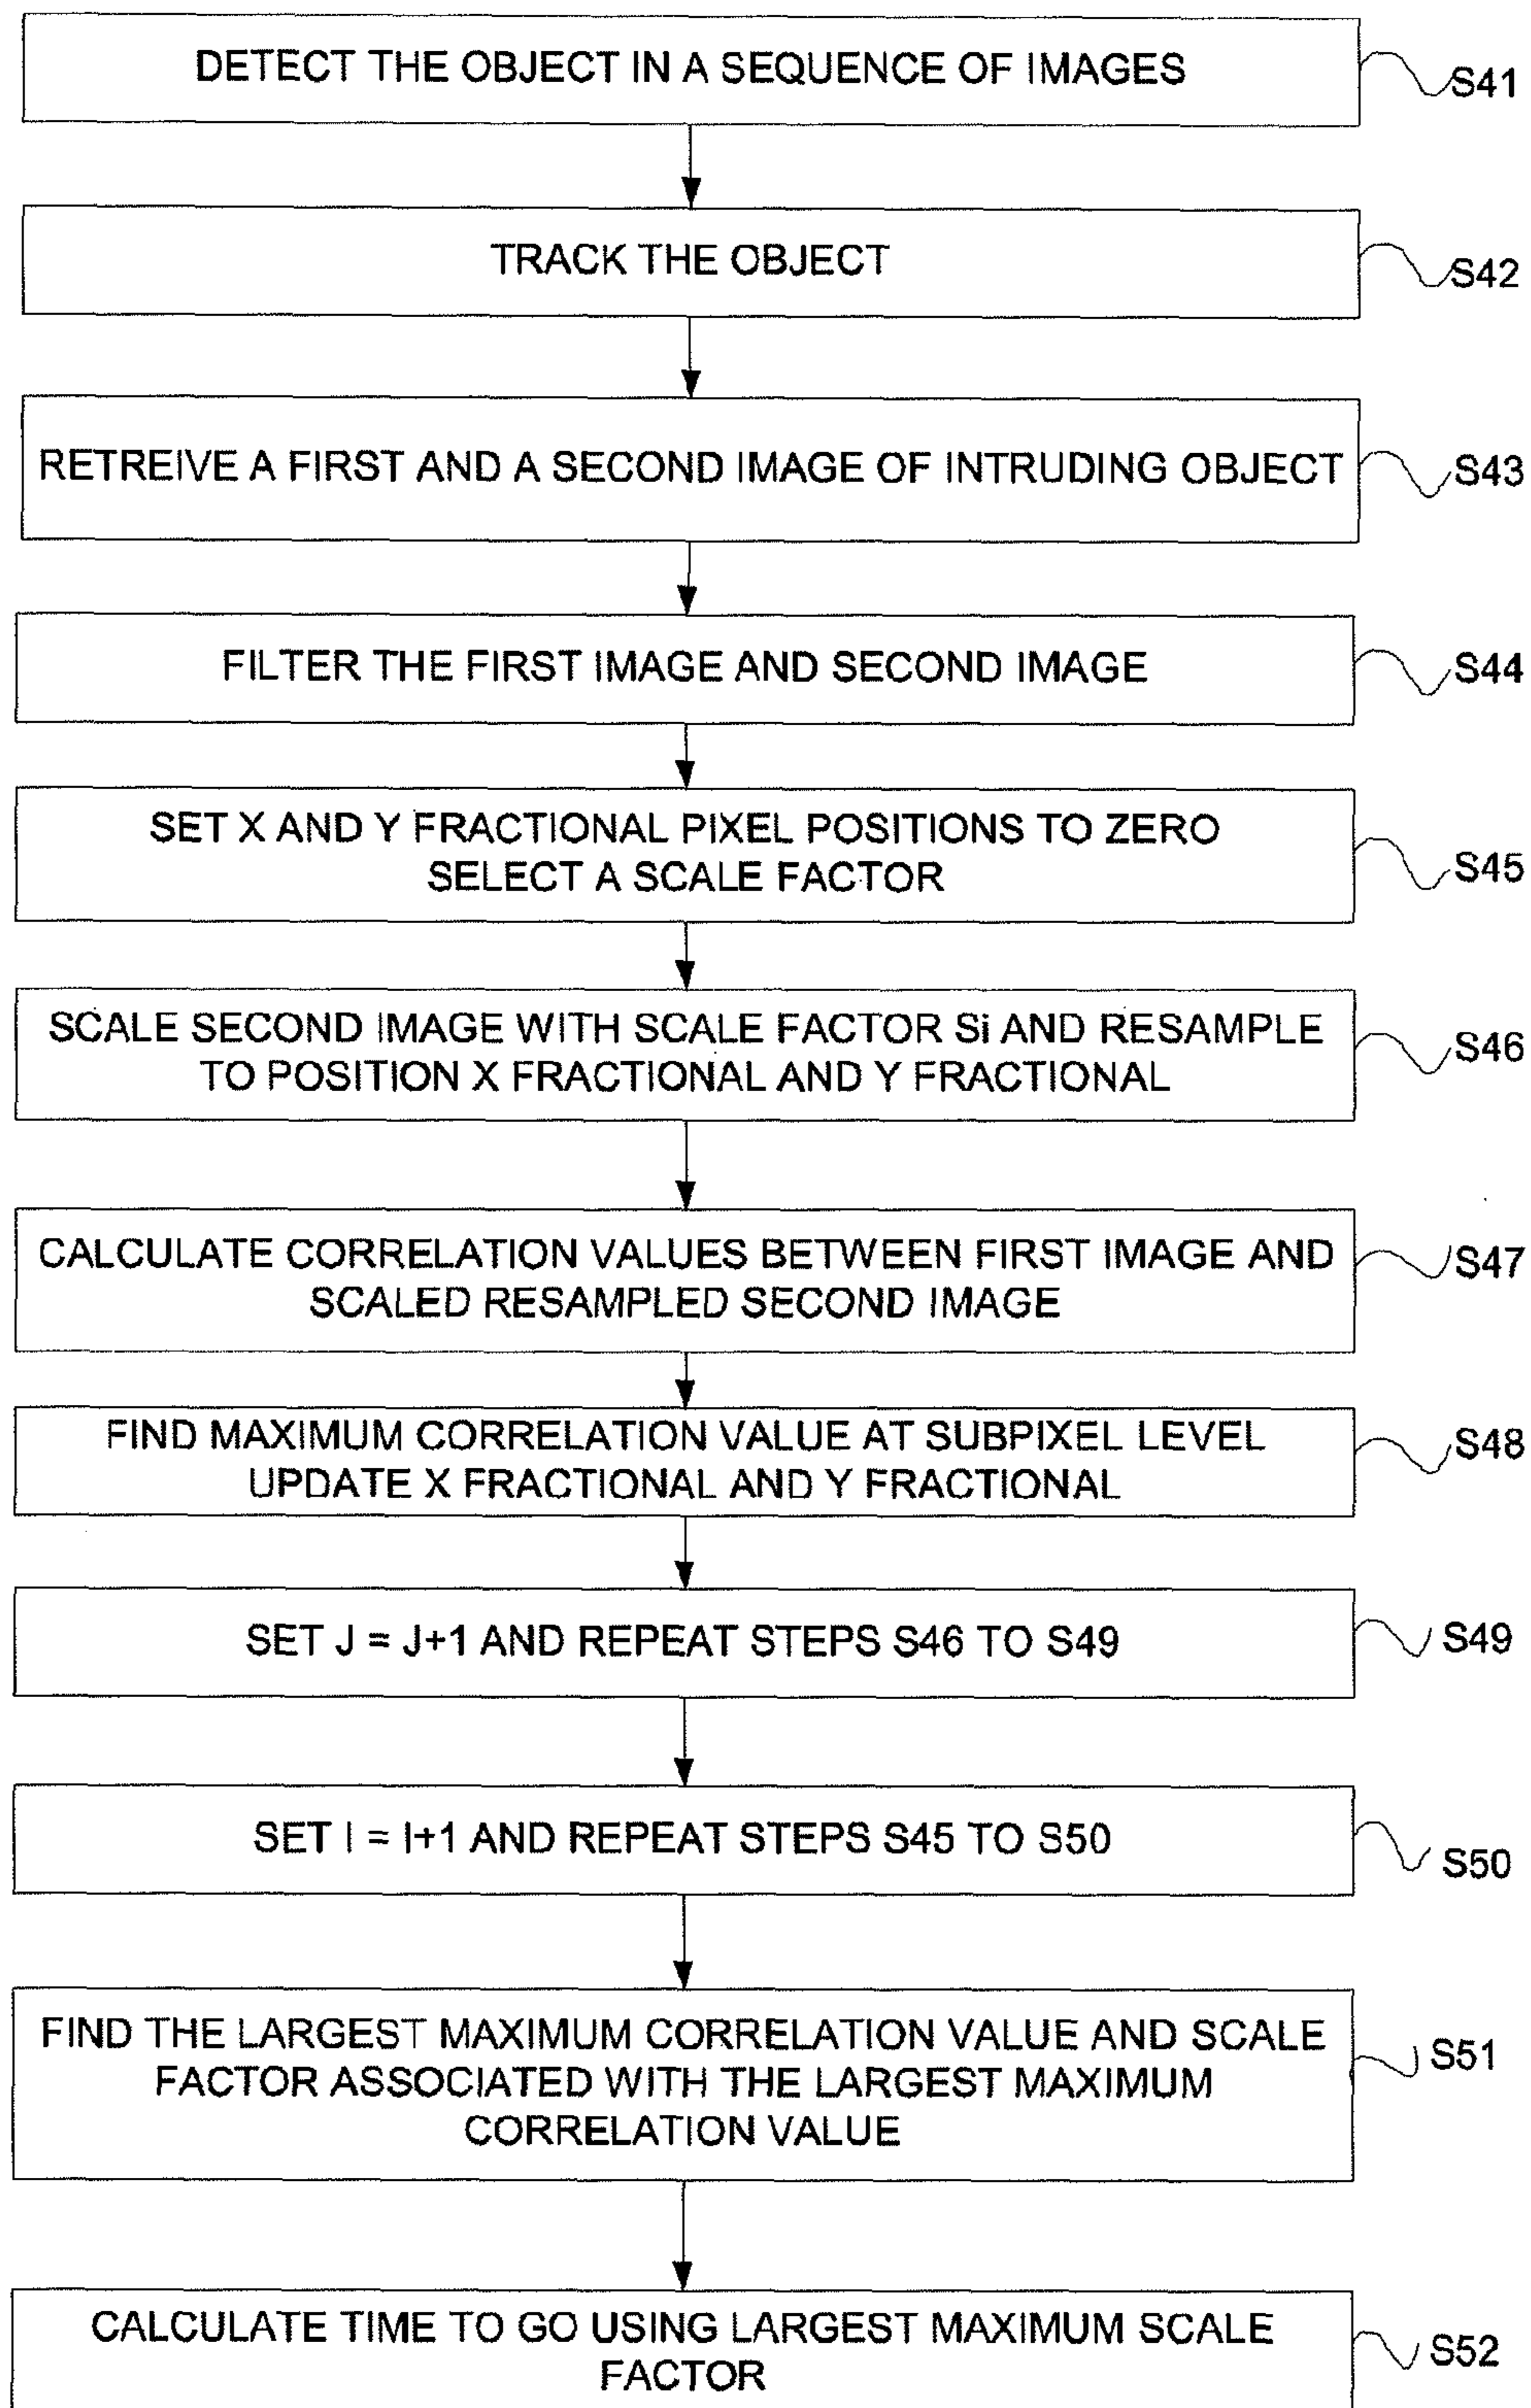 DETECT THE OBJECT IN A SEQUENCE OF IMAGES
S41
TRACK THE OBJECT
S42
RETREIVE A FIRST AND A SECOND IMAGE OF INTRUDING OBJECT
S43
FILTER THE FIRST IMAGE AND SECOND IMAGE
S44
SET X AND Y FRACTIONAL PIXEL POSITIONS TO ZERO
SELECT A SCALE FACTOR
S45
SCALE SECOND IMAGE WITH SCALE FACTOR Si AND RESAMPLE
TO POSITION X FRACTIONAL AND Y FRACTIONAL
S46
CALCULATE CORRELATION VALUES BETWEEN FIRST IMAGE AND
SCALED RESAMPLED SECOND IMAGE
S47
FIND MAXIMUM CORRELATION VALUE AT SUBPIXEL LEVEL
UPDATE X FRACTIONAL AND Y FRACTIONAL
S48
SET J = J+1 AND REPEAT STEPS S46 TO S49
S49
SET I = I+1 AND REPEAT STEPS S45 TO S50
S50
FIND THE LARGEST MAXIMUM CORRELATION VALUE AND SCALE
FACTOR ASSOCIATED WITH THE LARGEST MAXIMUM
CORRELATION VALUE
S51
CALCULATE TIME TO GO USING LARGEST MAXIMUM SCALE
FACTOR
S52